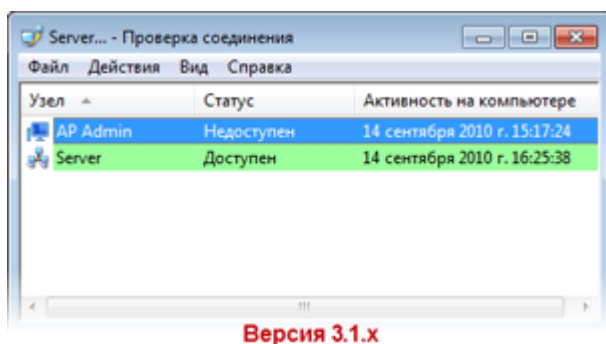 Server... - Проверка соединения
Файл Действия Вид Справка
Узел Статус Активность на компьютере
AP Admin Недоступен 14 сентября 2010 г. 15:17:24
Server Доступен 14 сентября 2010 г. 16:25:38
Версия 3.1.x